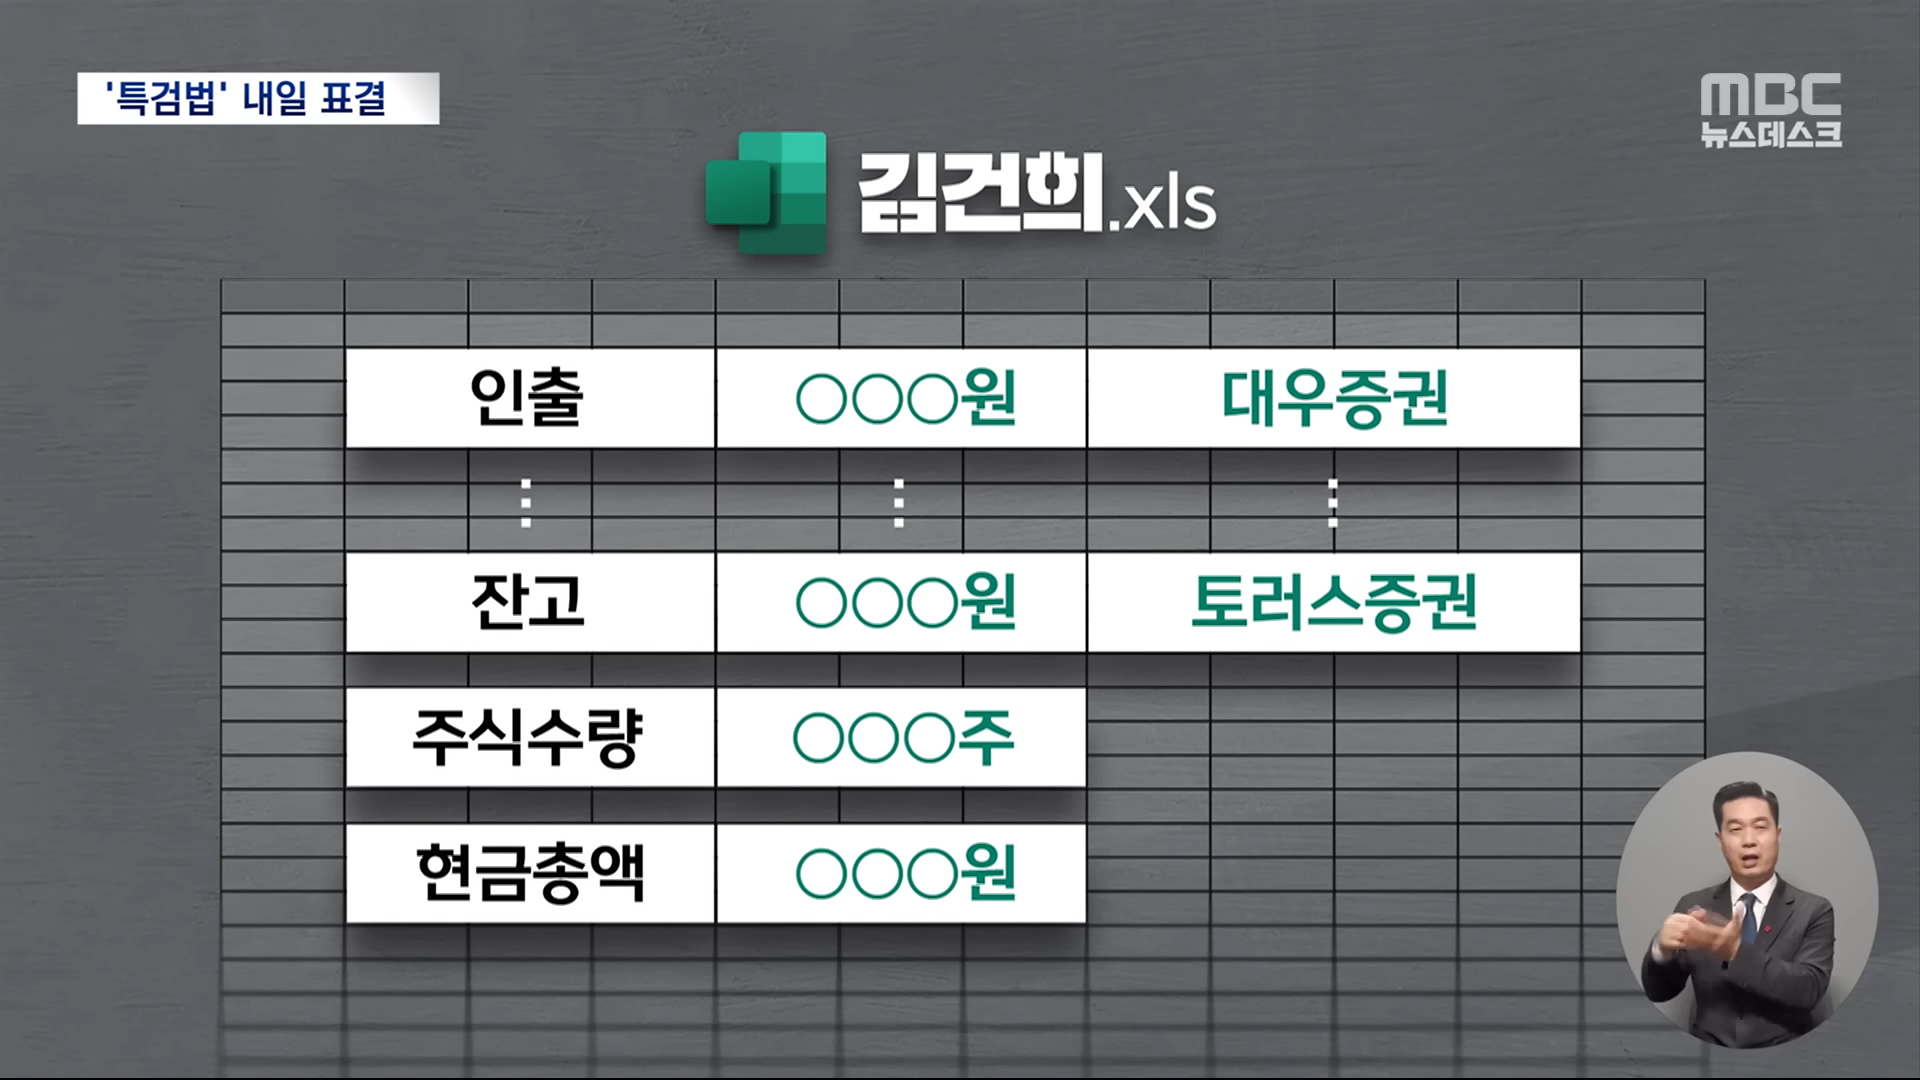 '특검법' 내일 표결
MBC
뉴스데스크
김건희.xls
인출 ○○○원 대우증권
⋮ ⋮ ⋮
잔고 ○○○원 토러스증권
주식수량 ○○○주
현금총액 ○○○원